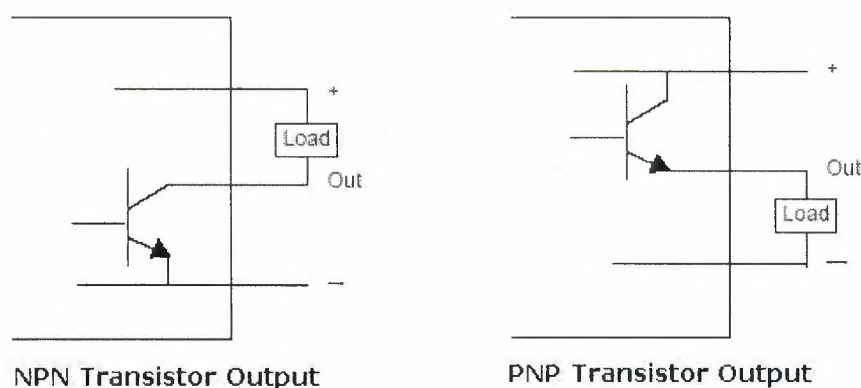 +
Load
Out
–
NPN Transistor Output
+
Out
Load
—
PNP Transistor Output